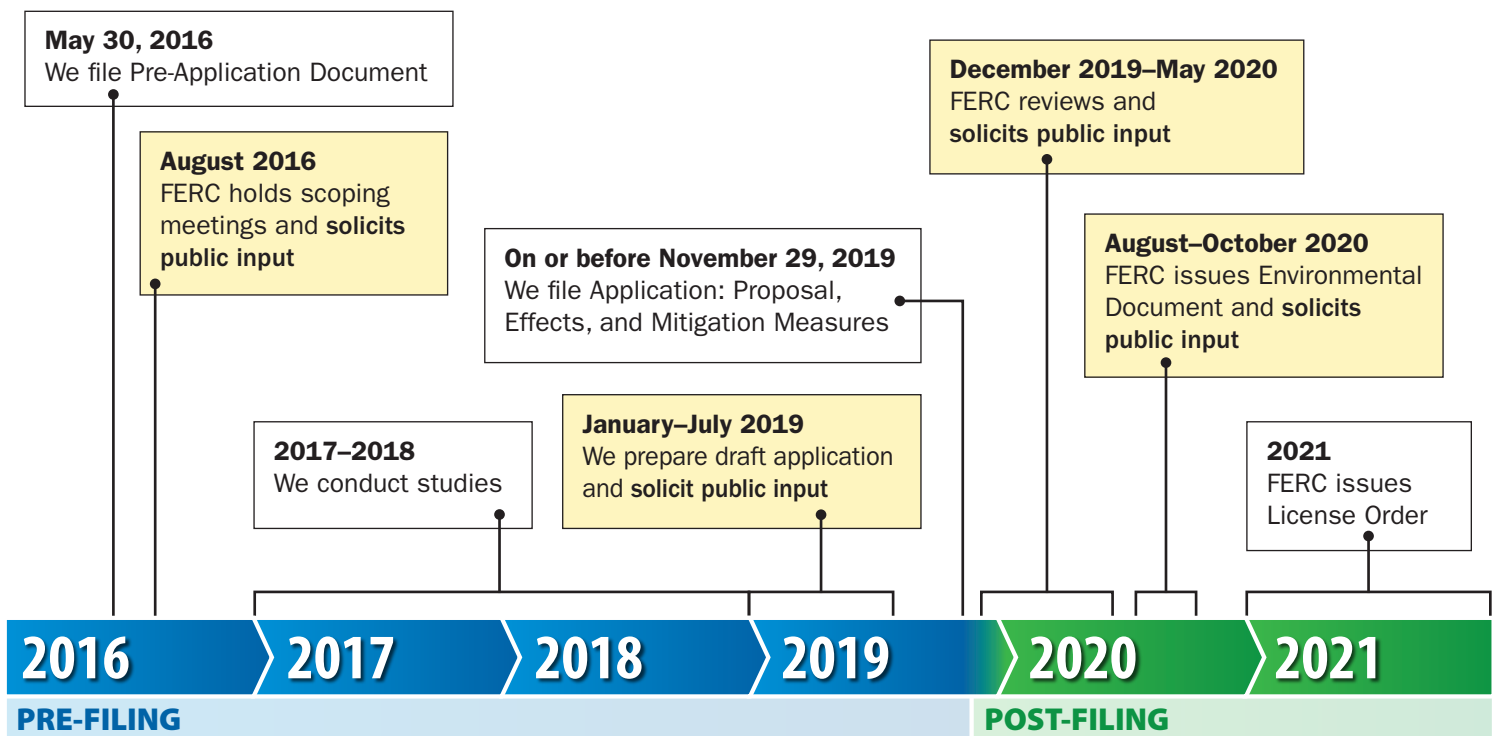 May 30, 2016
We file Pre-Application Document
August 2016
FERC holds scoping
meetings and solicits
public input
2017–2018
We conduct studies
January–July 2019
We prepare draft application
and solicit public input
On or before November 29, 2019
We file Application: Proposal,
Effects, and Mitigation Measures
December 2019–May 2020
FERC reviews and
solicits public input
August–October 2020
FERC issues Environmental
Document and solicits
public input
2021
FERC issues
License Order
2016
2017
2018
2019
2020
2021
PRE-FILING
POST-FILING